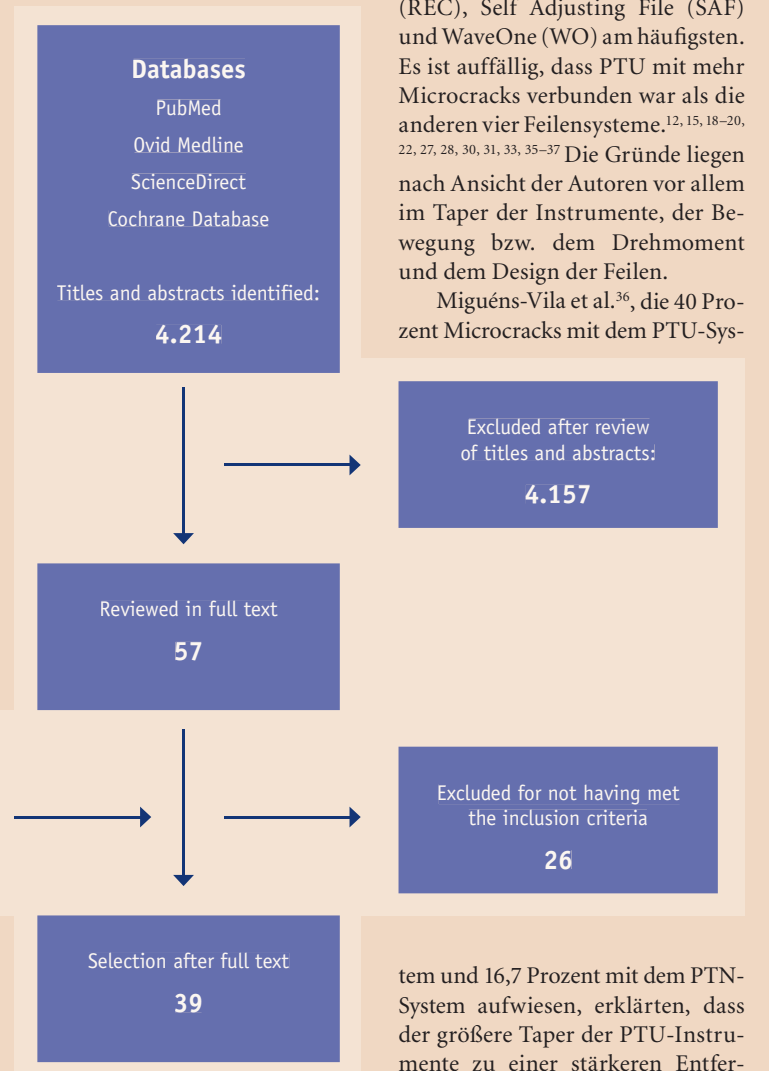 (REC), Self Adjusting File (SAF)
und WaveOne (WO) am häufigsten.
Es ist auffällig, dass PTU mit mehr
Microcracks verbunden war als die
anderen vier Feilensysteme.12, 15, 18–20,
22, 27, 28, 30, 31, 33, 35–37 Die Gründe liegen
nach Ansicht der Autoren vor allem
im Taper der Instrumente, der Be-
wegung bzw. dem Drehmoment
und dem Design der Feilen.
Miguéns-Vila et al.36, die 40 Pro-
zent Microcracks mit dem PTU-Sys-
tem und 16,7 Prozent mit dem PTN-
System aufwiesen, erklärten, dass
der größere Taper der PTU-Instru-
mente zu einer stärkeren Entfer-
Databases
PubMed
Ovid Medline
ScienceDirect
Cochrane Database
Titles and abstracts identified:
4.214
Excluded after review
of titles and abstracts:
4.157
Reviewed in full text
57
Excluded for not having met
the inclusion criteria
26
Selection after full text
39